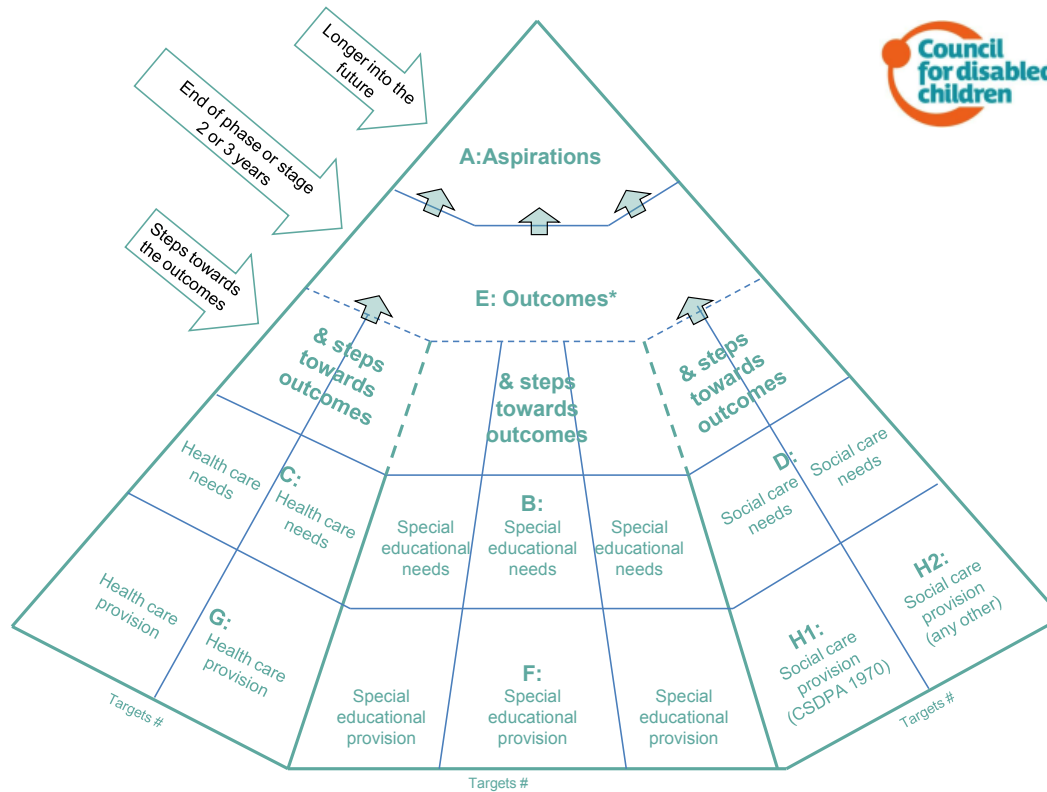 Council
for disabled
children
Longer into the
future
End of phase or stage
2 or 3 years
Steps towards
the outcomes
A:Aspirations
E: Outcomes*
& steps
towards
outcomes
& steps
towards
outcomes
& steps
towards
outcomes
Health care
needs
C:
Health care
needs
Special
educational
needs
B:
Special
educational
needs
Special
educational
needs
D:
Social care
needs
Social care
needs
Health care
provision
G:
Health care
provision
Special
educational
provision
F:
Special
educational
provision
Special
educational
provision
H1:
Social care
provision
(CSDPA 1970)
H2:
Social care
provision
(any other)
Targets #
Targets #
Targets #